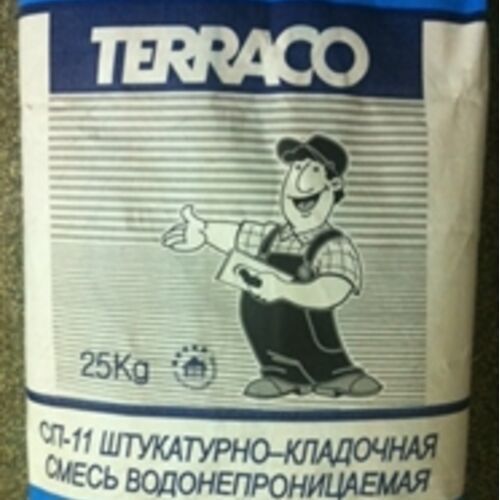 TERRACO
25Kg
СП-11 ШТУКАТУРНО-КЛАДОЧНАЯ
СМЕСЬ ВОДОНЕПРОНИЦАЕМАЯ